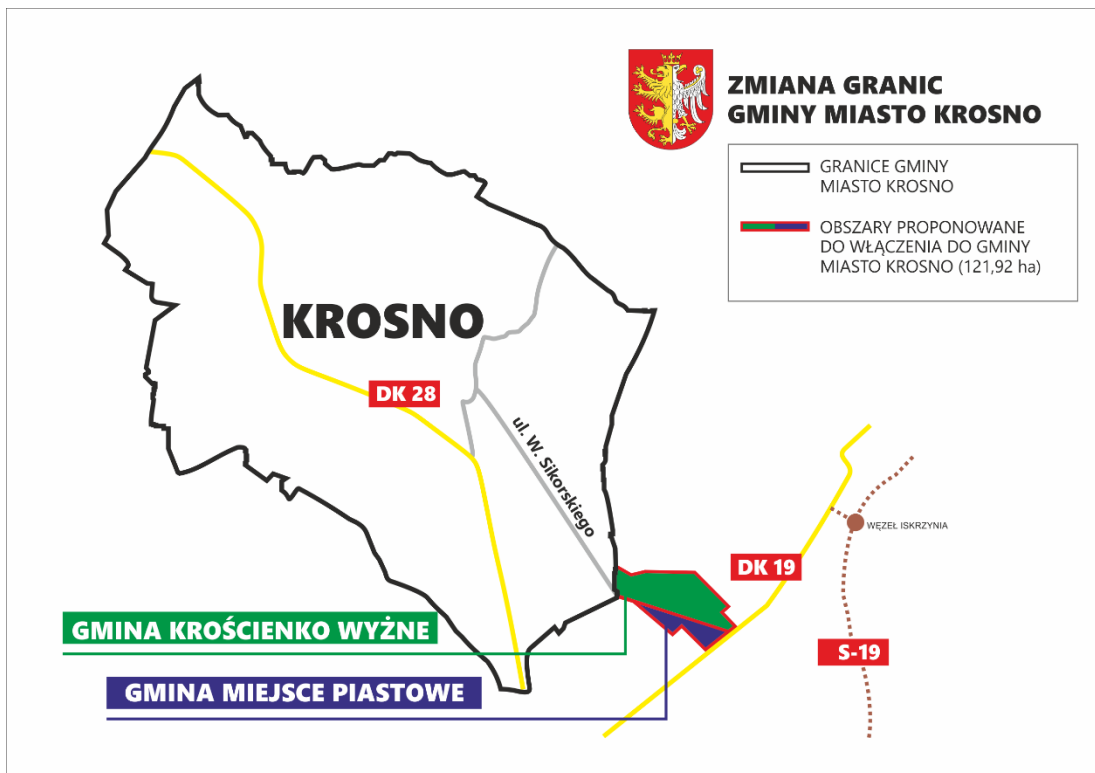 ZMIANA GRANIC
GMINY MIASTO KROSNO
GRANICE GMINY
MIASTO KROSNO
OBSZARY PROPONOWANE
DO WŁĄCZENIA DO GMINY
MIASTO KROSNO (121,92 ha)
KROSNO
DK 28
ul. W. Sikorskiego
WĘZEŁ ISKRZYNIA
DK 19
GMINA KROŚCIENKO WYŻNE
S-19
GMINA MIEJSCE PIASTOWE